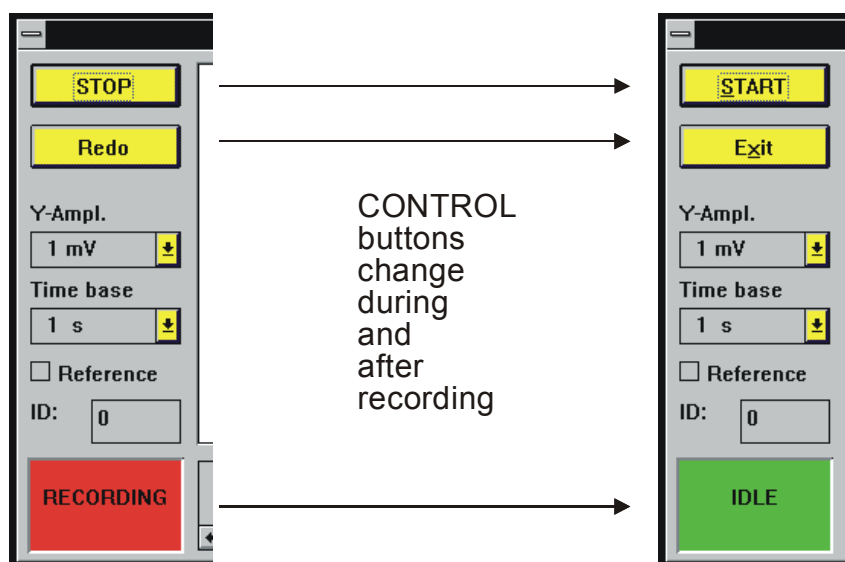 STOP
Redo
Y-Ampl.
1 mV
Time base
1 s
Reference
ID: 0
RECORDING
CONTROL
buttons
change
during
and
after
recording
START
Exit
Y-Ampl.
1 mV
Time base
1 s
Reference
ID: 0
IDLE